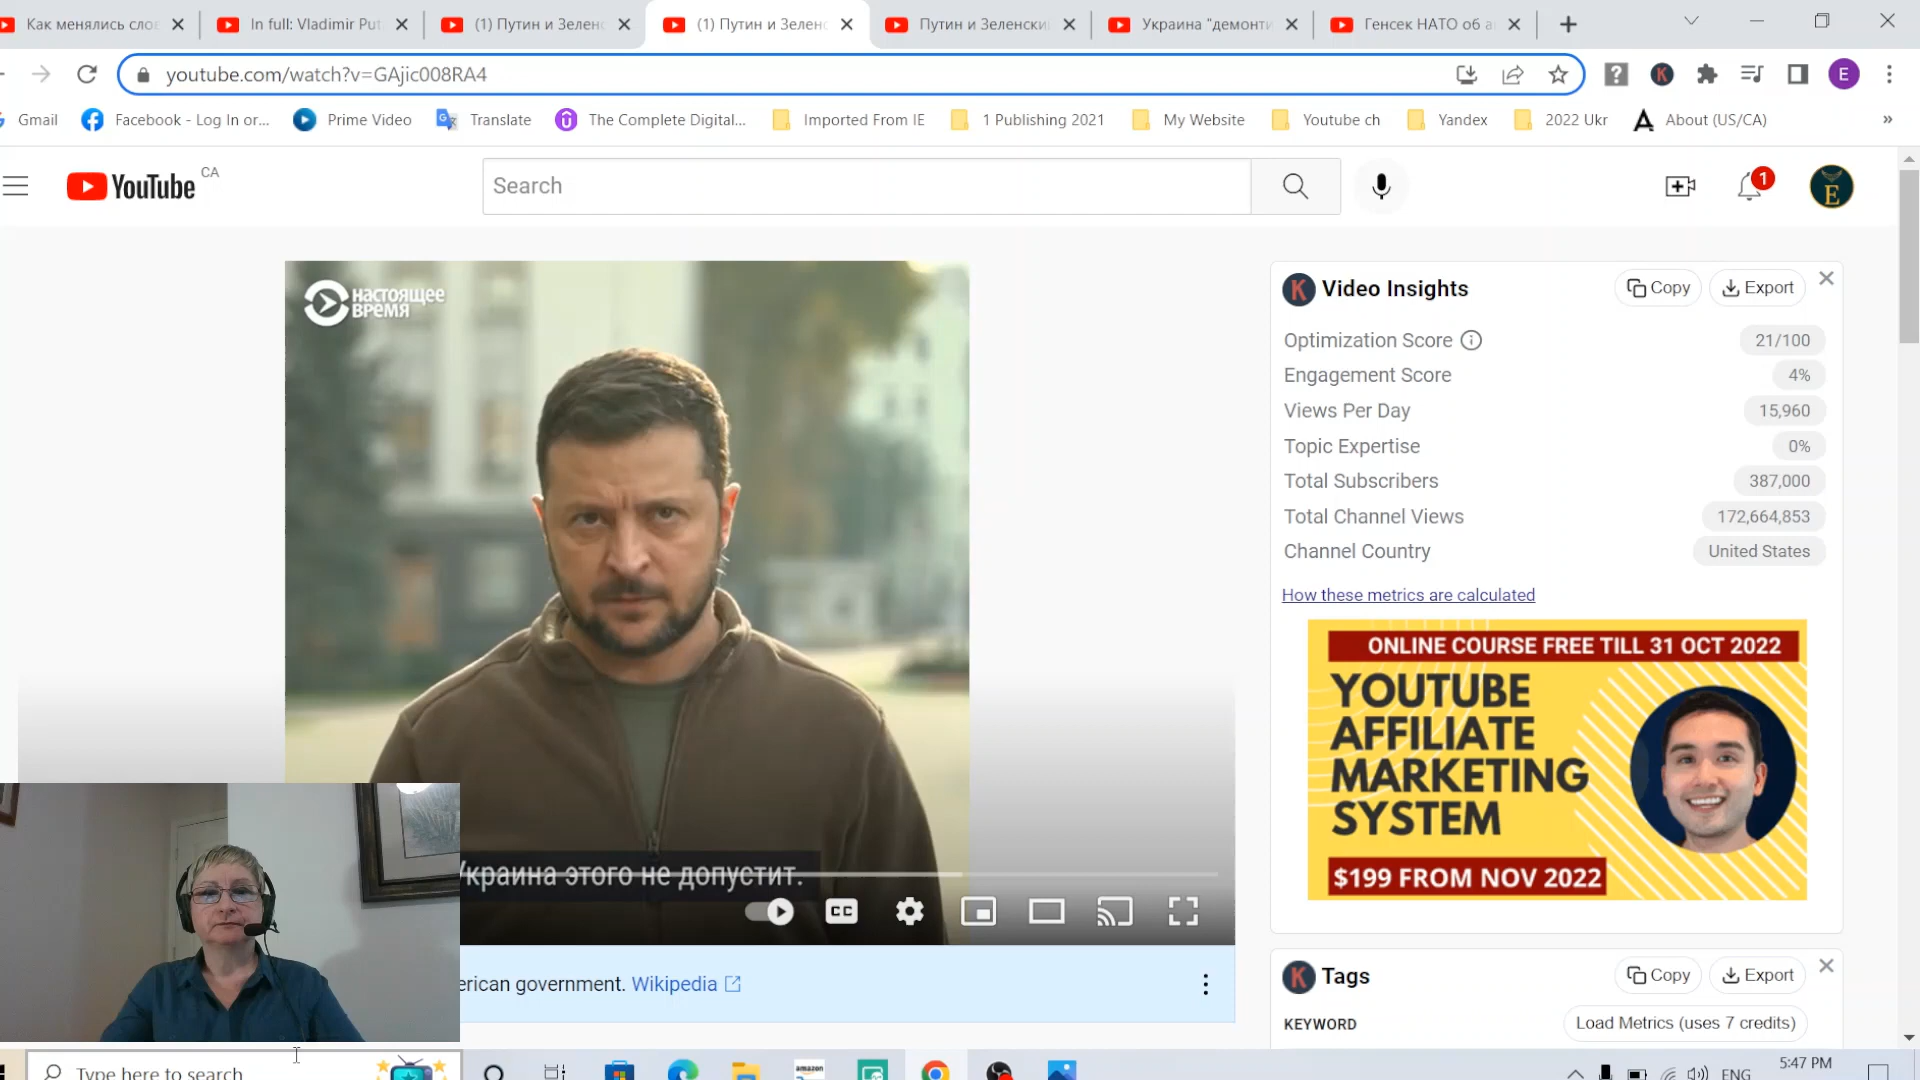 Как менялись слов
In full: Vladimir Put
(1) Путин и Зеленс
(1) Путин и Зеленс
Путин и Зеленски
Украина "демонти
Генсек НАТО об а
youtube.com/watch?v=GAjic008RA4
K
E
Gmail
Facebook - Log In or...
Prime Video
Translate
The Complete Digital...
Imported From IE
1 Publishing 2021
My Website
Youtube ch
Yandex
2022 Ukr
About (US/CA)
»
YouTube CA
Search
1
E
НАСТОЯЩЕЕ
ВРЕМЯ
Украина этого не допустит.
CC
erican government. Wikipedia
K Video Insights
Copy
Export
Optimization Score 21/100
Engagement Score 4%
Views Per Day 15,960
Topic Expertise 0%
Total Subscribers 387,000
Total Channel Views 172,664,853
Channel Country United States
How these metrics are calculated
ONLINE COURSE FREE TILL 31 OCT 2022
YOUTUBE
AFFILIATE
MARKETING
SYSTEM
$199 FROM NOV 2022
K Tags
Copy
Export
KEYWORD
Load Metrics (uses 7 credits)
Type here to search
amazon
ENG
5:47 PM